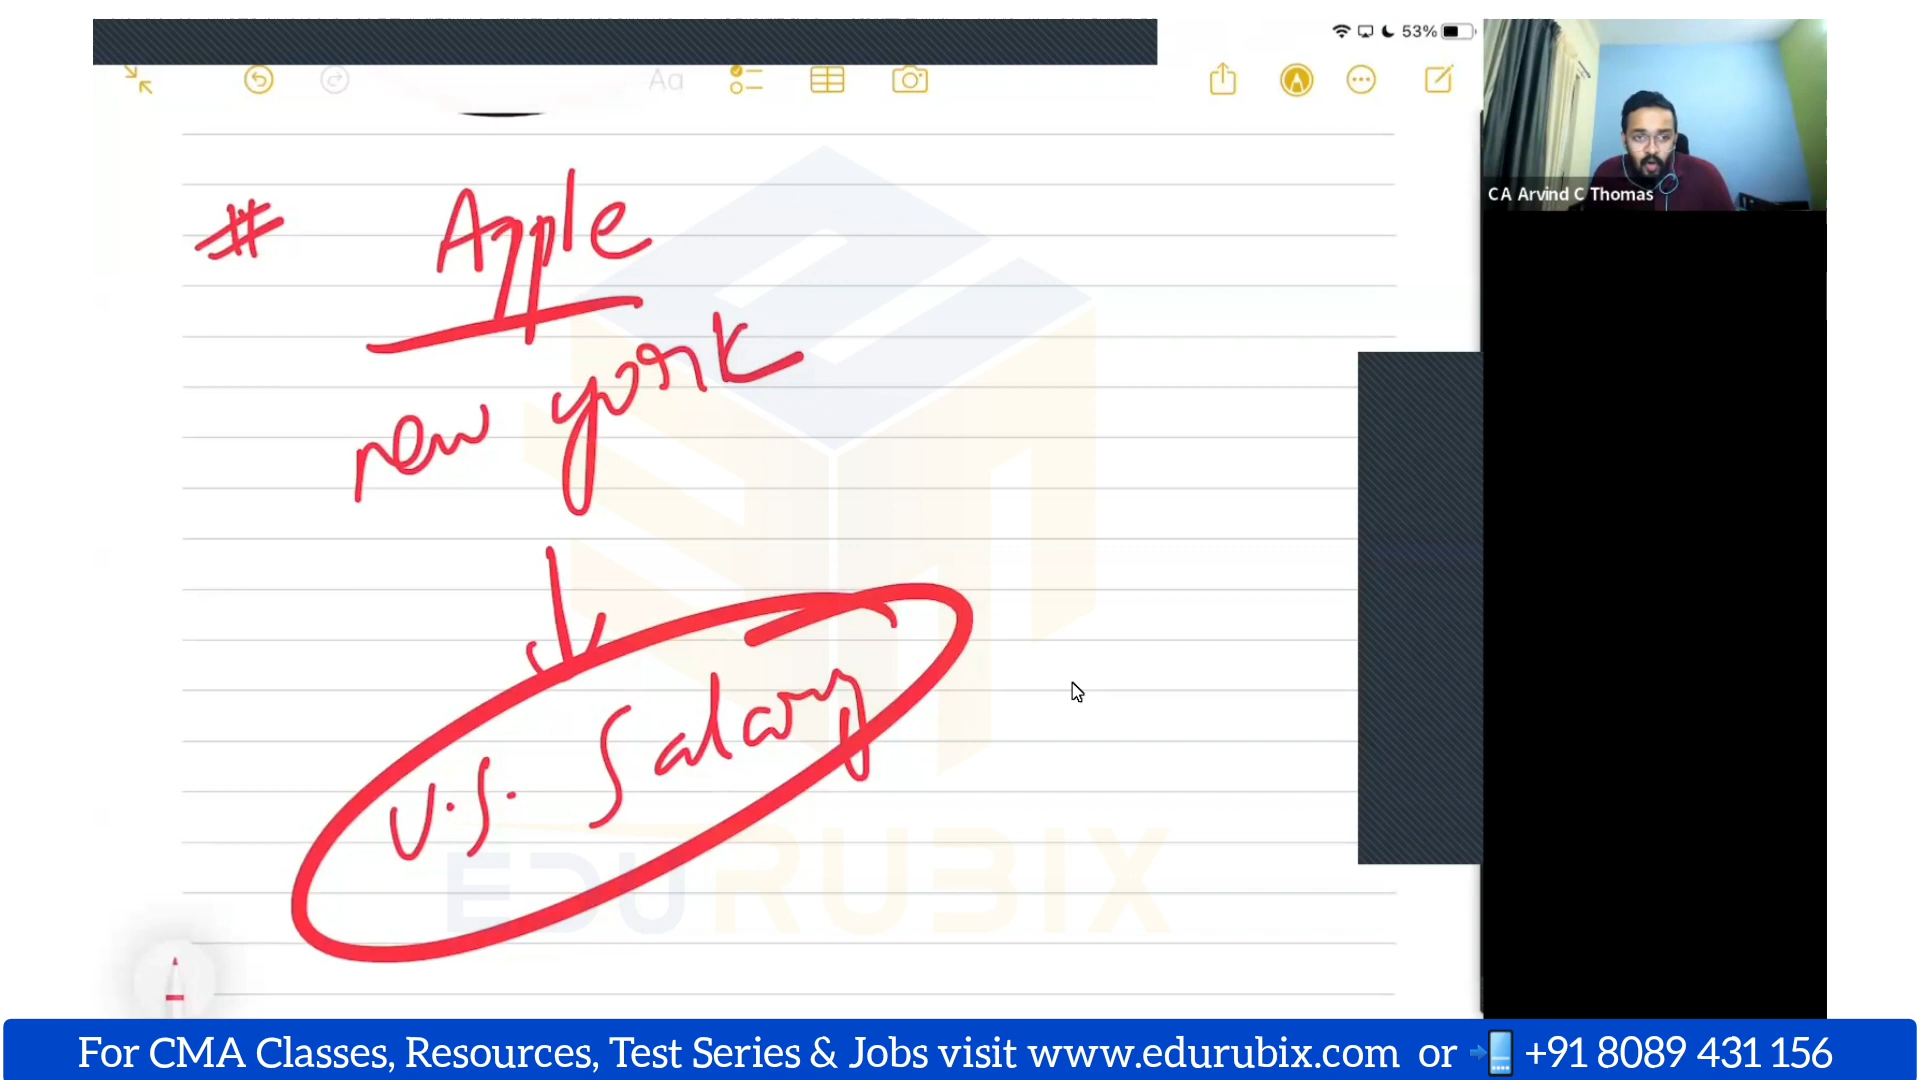 53%
Aa
CA Arvind C Thomas
# Apple
new york
U.S. Salary
EDURUBIX
For CMA Classes, Resources, Test Series & Jobs visit www.edurubix.com or +91 8089 431 156